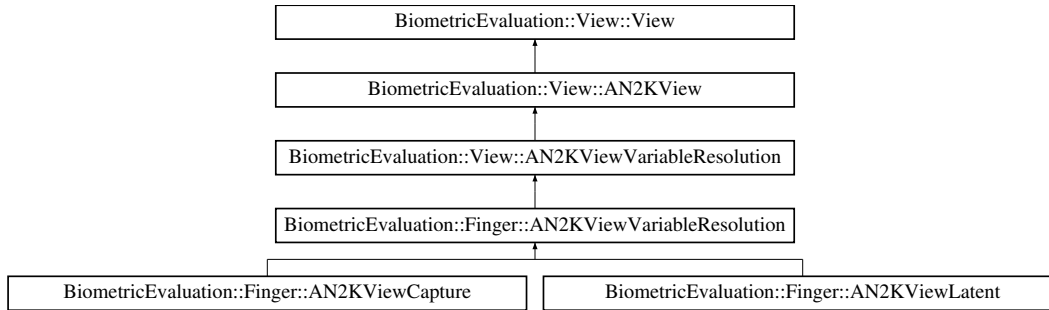 BiometricEvaluation::View::View
BiometricEvaluation::View::AN2KView
BiometricEvaluation::View::AN2KViewVariableResolution
BiometricEvaluation::Finger::AN2KViewVariableResolution
BiometricEvaluation::Finger::AN2KViewCapture
BiometricEvaluation::Finger::AN2KViewLatent